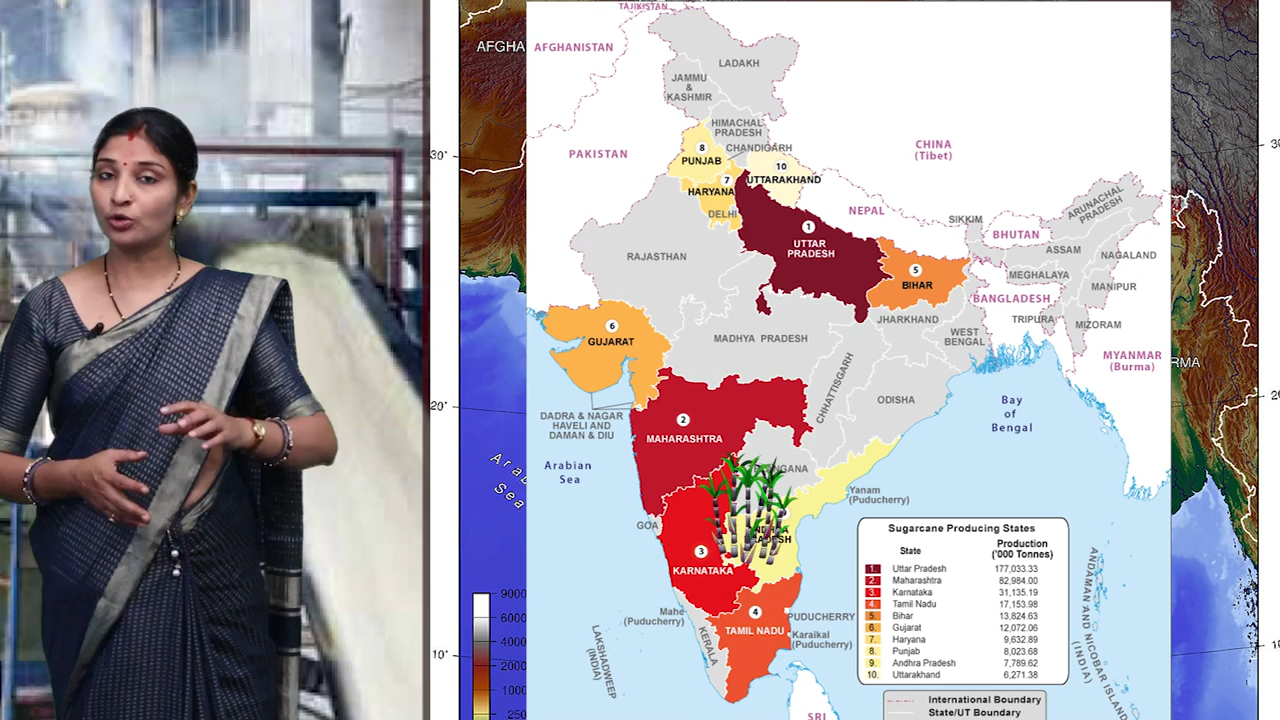 TAJIKISTAN
AFGHA
AFGHANISTAN
LADAKH
JAMMU
&
KASHMIR
HIMACHAL
PRADESH
CHINA
(Tibet)
30°
PAKISTAN
8
PUNJAB
CHANDIGARH
10
UTTARAKHAND
7
HARYANA
DELHI
NEPAL
1
UTTAR
PRADESH
SIKKIM
BHUTAN
ARUNACHAL
PRADESH
ASSAM
NAGALAND
MEGHALAYA
MANIPUR
BANGLADESH
TRIPURA
MIZORAM
RAJASTHAN
5
BIHAR
JHARKHAND
WEST
BENGAL
MYANMAR
(Burma)
RMA
6
GUJARAT
MADHYA PRADESH
CHHATTISGARH
ODISHA
20°
DADRA & NAGAR
HAVELI AND
DAMAN & DIU
2
MAHARASHTRA
Bay
of
Bengal
Arabian
Sea
Arab
Sea
NGANA
Yanam
(Puducherry)
GOA
3
KARNATAKA
Sugarcane Producing States
State
Production
('000 Tonnes)
1. Uttar Pradesh 177,033.33
2. Maharashtra 82,984.00
3. Karnataka 31,135.19
4. Tamil Nadu 17,153.98
5. Bihar 13,824.63
6. Gujarat 12,072.06
7. Haryana 9,632.89
8. Punjab 8,023.68
9. Andhra Pradesh 7,789.62
10. Uttarakhand 6,271.38
ANDAMAN AND NICOBAR ISLAND
(INDIA)
9000
6000
4000
2000
1000
250
Mahe
(Puducherry)
4
TAMIL NADU
PUDUCHERRY
Karaikal
(Puducherry)
KERALA
LAKSHADWEEP
(INDIA)
10°
SRI
International Boundary
State/UT Boundary